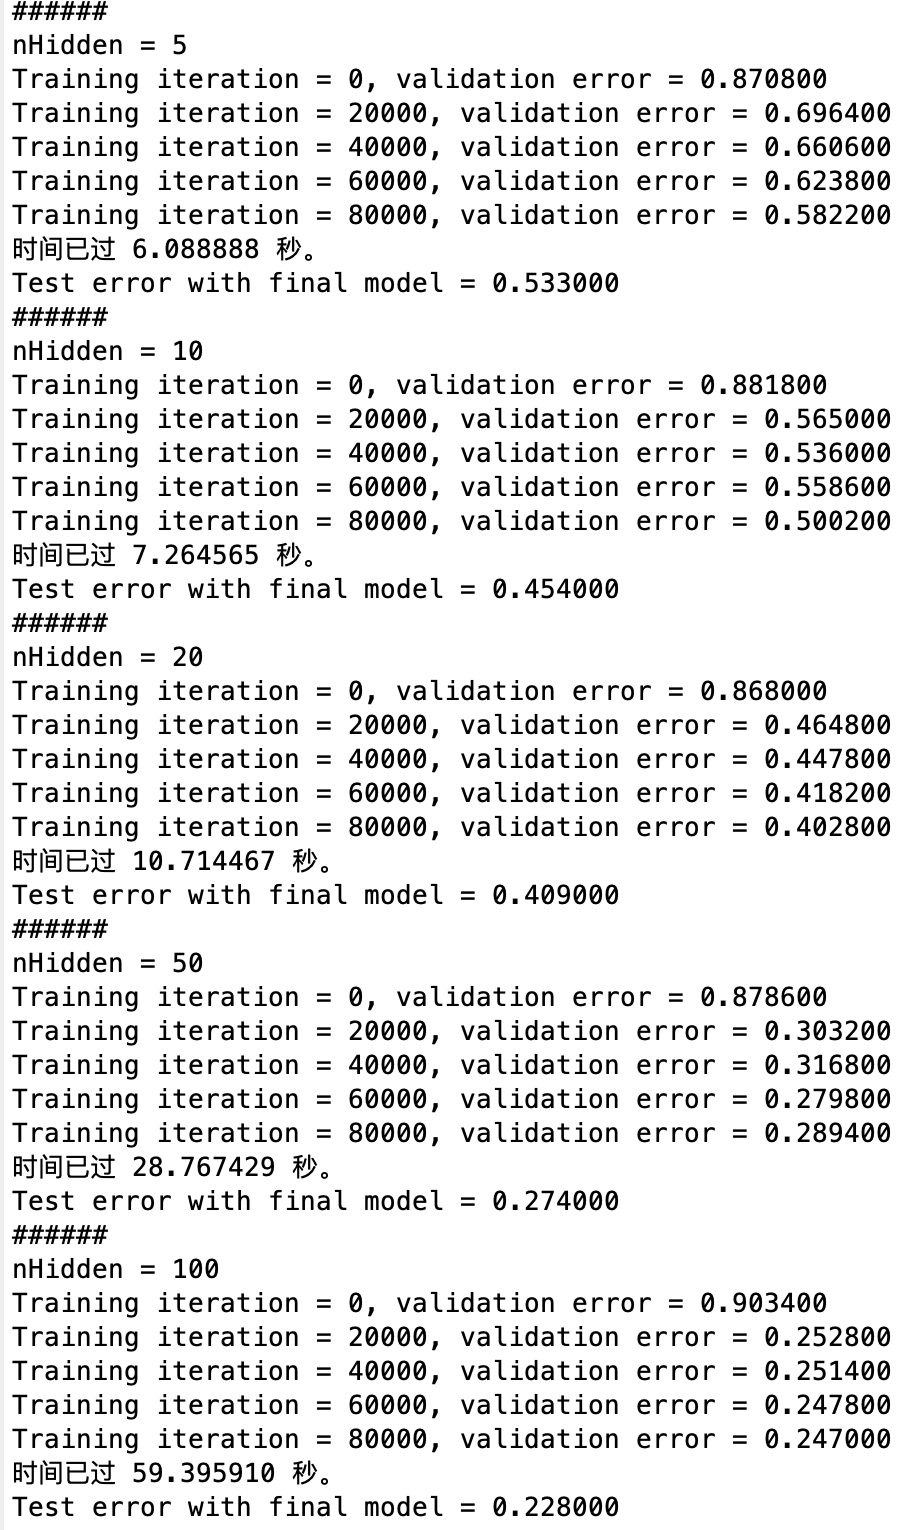 ######
nHidden = 5
Training iteration = 0, validation error = 0.870800
Training iteration = 20000, validation error = 0.696400
Training iteration = 40000, validation error = 0.660600
Training iteration = 60000, validation error = 0.623800
Training iteration = 80000, validation error = 0.582200
时间已过 6.088888 秒。
Test error with final model = 0.533000
######
nHidden = 10
Training iteration = 0, validation error = 0.881800
Training iteration = 20000, validation error = 0.565000
Training iteration = 40000, validation error = 0.536000
Training iteration = 60000, validation error = 0.558600
Training iteration = 80000, validation error = 0.500200
时间已过 7.264565 秒。
Test error with final model = 0.454000
######
nHidden = 20
Training iteration = 0, validation error = 0.868000
Training iteration = 20000, validation error = 0.464800
Training iteration = 40000, validation error = 0.447800
Training iteration = 60000, validation error = 0.418200
Training iteration = 80000, validation error = 0.402800
时间已过 10.714467 秒。
Test error with final model = 0.409000
######
nHidden = 50
Training iteration = 0, validation error = 0.878600
Training iteration = 20000, validation error = 0.303200
Training iteration = 40000, validation error = 0.316800
Training iteration = 60000, validation error = 0.279800
Training iteration = 80000, validation error = 0.289400
时间已过 28.767429 秒。
Test error with final model = 0.274000
######
nHidden = 100
Training iteration = 0, validation error = 0.903400
Training iteration = 20000, validation error = 0.252800
Training iteration = 40000, validation error = 0.251400
Training iteration = 60000, validation error = 0.247800
Training iteration = 80000, validation error = 0.247000
时间已过 59.395910 秒。
Test error with final model = 0.228000